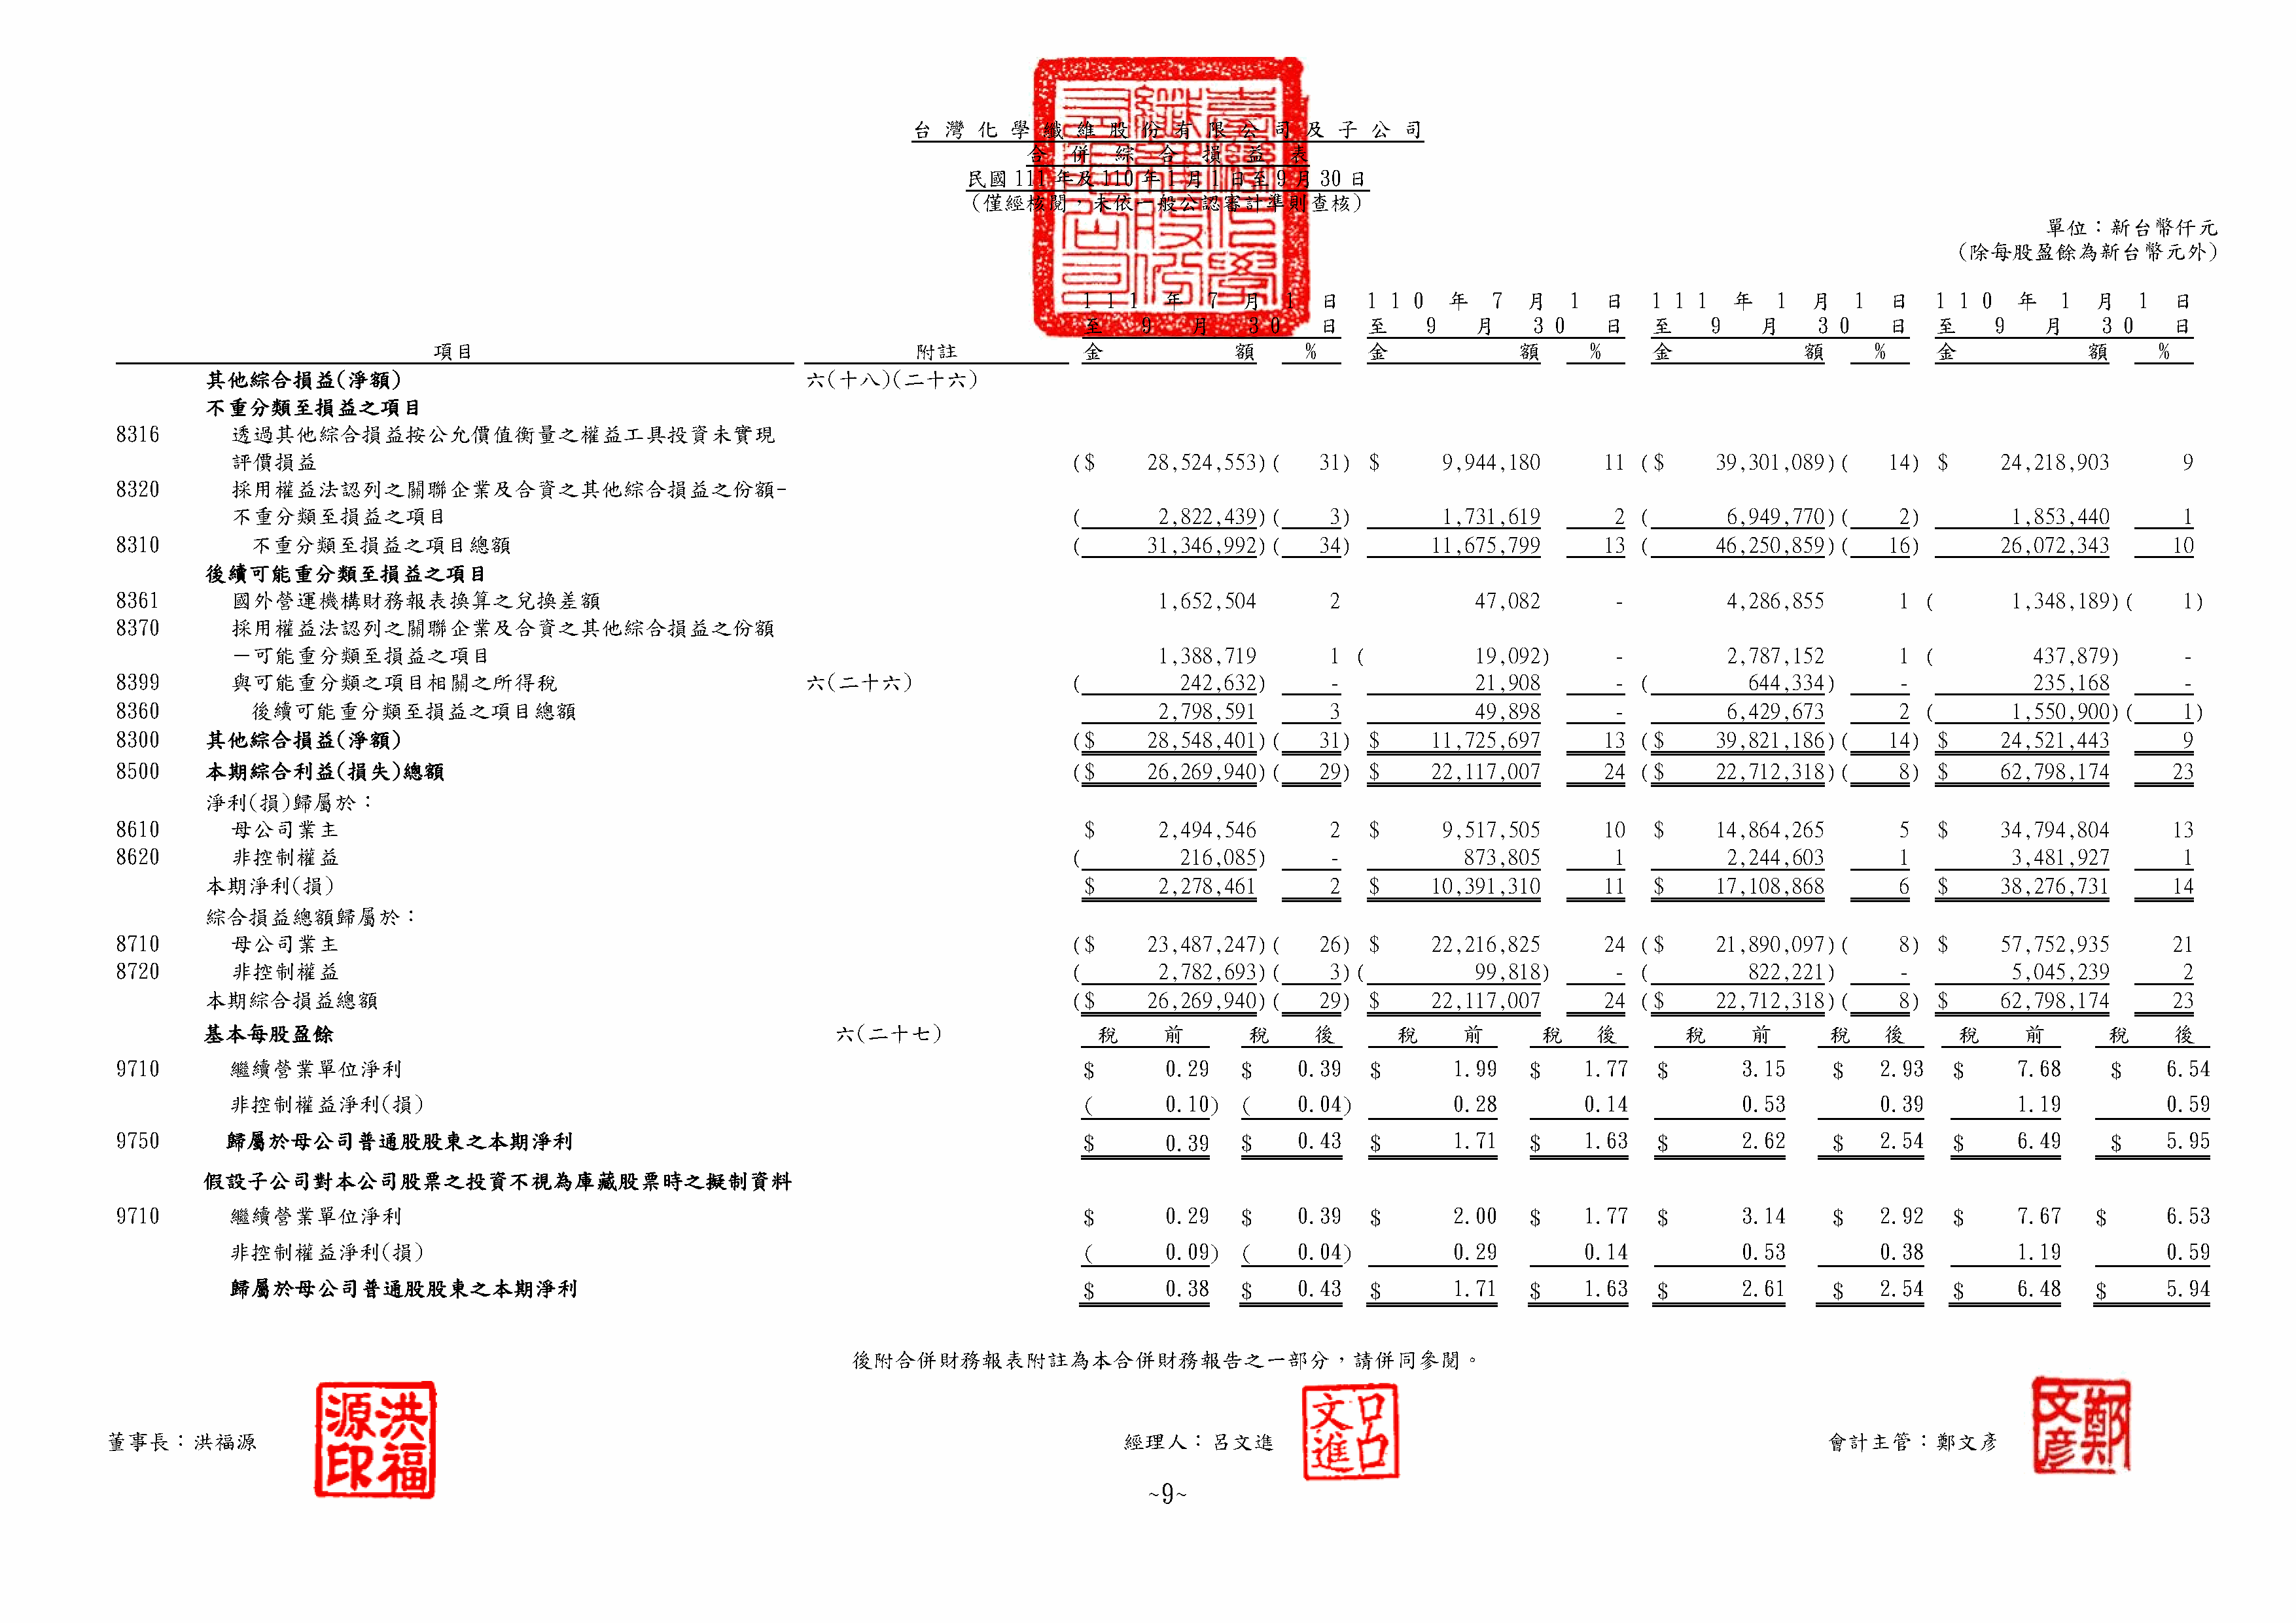 台灣化學纖維股份有限公司及子公司
合併綜合損益表
民國111年及110年1月1日至9月30日
(僅經核閱，未依一般公認審計準則查核)
單位：新台幣仟元
(除每股盈餘為新台幣元外)
111年7月1日 110年7月1日 111年1月1日 110年1月1日
至9月30日 至9月30日 至9月30日 至9月30日
項目 附註 金額 % 金額 % 金額 % 金額 %
其他綜合損益(淨額) 六(十八)(二十六)
不重分類至損益之項目
8316 透過其他綜合損益按公允價值衡量之權益工具投資未實現
評價損益 ($ 28,524,553)( 31) $ 9,944,180 11 ($ 39,301,089)( 14) $ 24,218,903 9
8320 採用權益法認列之關聯企業及合資之其他綜合損益之份額-
不重分類至損益之項目 ( 2,822,439)( 3) 1,731,619 2 ( 6,949,770)( 2) 1,853,440 1
8310 不重分類至損益之項目總額 ( 31,346,992)( 34) 11,675,799 13 ( 46,250,859)( 16) 26,072,343 10
後續可能重分類至損益之項目
8361 國外營運機構財務報表換算之兌換差額 1,652,504 2 47,082 - 4,286,855 1 ( 1,348,189)( 1)
8370 採用權益法認列之關聯企業及合資之其他綜合損益之份額
－可能重分類至損益之項目 1,388,719 1 ( 19,092) - 2,787,152 1 ( 437,879) -
8399 與可能重分類之項目相關之所得稅 六(二十六) ( 242,632) - 21,908 - ( 644,334) - 235,168 -
8360 後續可能重分類至損益之項目總額 2,798,591 3 49,898 - 6,429,673 2 ( 1,550,900)( 1)
8300 其他綜合損益(淨額) ($ 28,548,401)( 31) $ 11,725,697 13 ($ 39,821,186)( 14) $ 24,521,443 9
8500 本期綜合利益(損失)總額 ($ 26,269,940)( 29) $ 22,117,007 24 ($ 22,712,318)( 8) $ 62,798,174 23
淨利(損)歸屬於：
8610 母公司業主 $ 2,494,546 2 $ 9,517,505 10 $ 14,864,265 5 $ 34,794,804 13
8620 非控制權益 ( 216,085) - 873,805 1 2,244,603 1 3,481,927 1
本期淨利(損) $ 2,278,461 2 $ 10,391,310 11 $ 17,108,868 6 $ 38,276,731 14
綜合損益總額歸屬於：
8710 母公司業主 ($ 23,487,247)( 26) $ 22,216,825 24 ($ 21,890,097)( 8) $ 57,752,935 21
8720 非控制權益 ( 2,782,693)( 3)( 99,818) - ( 822,221) - 5,045,239 2
本期綜合損益總額 ($ 26,269,940)( 29) $ 22,117,007 24 ($ 22,712,318)( 8) $ 62,798,174 23
基本每股盈餘 六(二十七) 稅前 稅後 稅前 稅後 稅前 稅後 稅前 稅後
9710 繼續營業單位淨利 $ 0.29 $ 0.39 $ 1.99 $ 1.77 $ 3.15 $ 2.93 $ 7.68 $ 6.54
非控制權益淨利(損) ( 0.10) ( 0.04) 0.28 0.14 0.53 0.39 1.19 0.59
9750 歸屬於母公司普通股股東之本期淨利 $ 0.39 $ 0.43 $ 1.71 $ 1.63 $ 2.62 $ 2.54 $ 6.49 $ 5.95
假設子公司對本公司股票之投資不視為庫藏股票時之擬制資料
9710 繼續營業單位淨利 $ 0.29 $ 0.39 $ 2.00 $ 1.77 $ 3.14 $ 2.92 $ 7.67 $ 6.53
非控制權益淨利(損) ( 0.09) ( 0.04) 0.29 0.14 0.53 0.38 1.19 0.59
歸屬於母公司普通股股東之本期淨利 $ 0.38 $ 0.43 $ 1.71 $ 1.63 $ 2.61 $ 2.54 $ 6.48 $ 5.94
後附合併財務報表附註為本合併財務報告之一部分，請併同參閱。
董事長：洪福源 洪福源印 經理人：呂文進 呂文進 會計主管：鄭文彥 鄭文彥
~9~